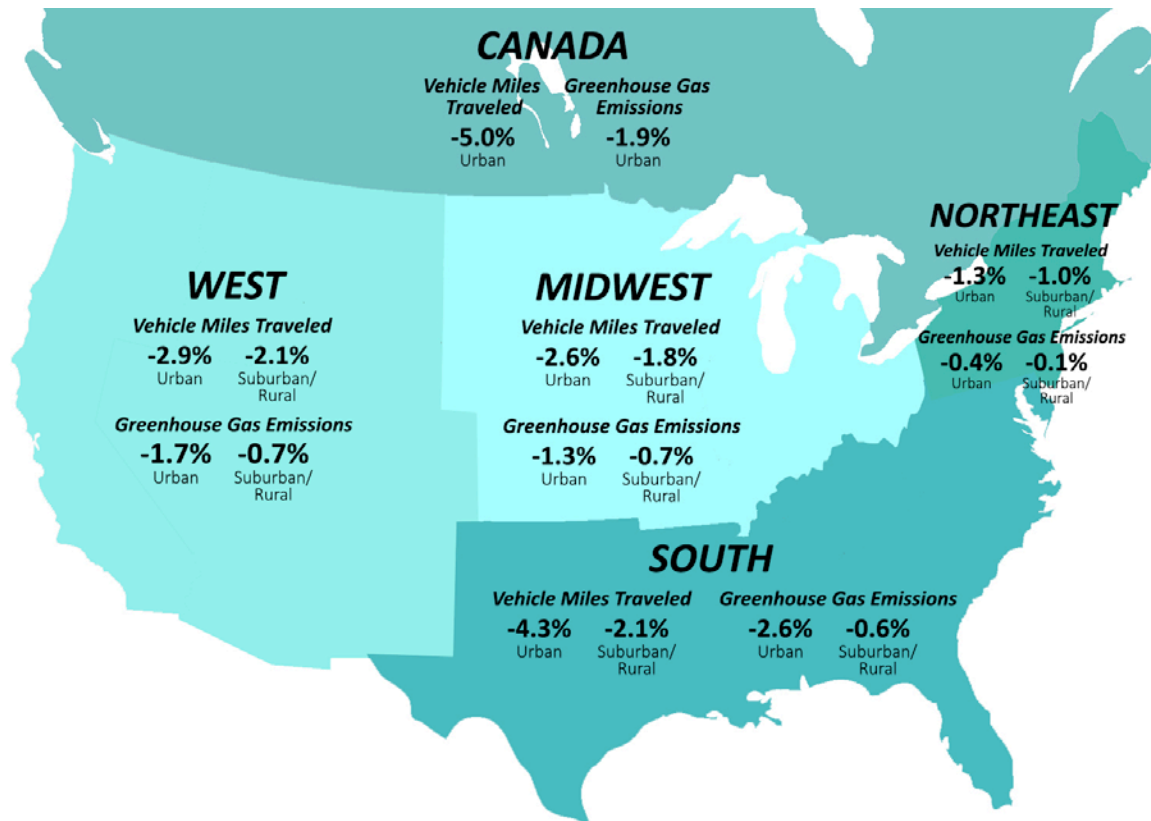 CANADA
Vehicle Miles Traveled
-5.0%
Urban
Greenhouse Gas Emissions
-1.9%
Urban
NORTHEAST
Vehicle Miles Traveled
-1.3% -1.0%
Urban Suburban/
Rural
Greenhouse Gas Emissions
-0.4% -0.1%
Urban Suburban/
Rural
WEST
Vehicle Miles Traveled
-2.9% -2.1%
Urban Suburban/
Rural
Greenhouse Gas Emissions
-1.7% -0.7%
Urban Suburban/
Rural
MIDWEST
Vehicle Miles Traveled
-2.6% -1.8%
Urban Suburban/
Rural
Greenhouse Gas Emissions
-1.3% -0.7%
Urban Suburban/
Rural
SOUTH
Vehicle Miles Traveled
-4.3% -2.1%
Urban Suburban/
Rural
Greenhouse Gas Emissions
-2.6% -0.6%
Urban Suburban/
Rural